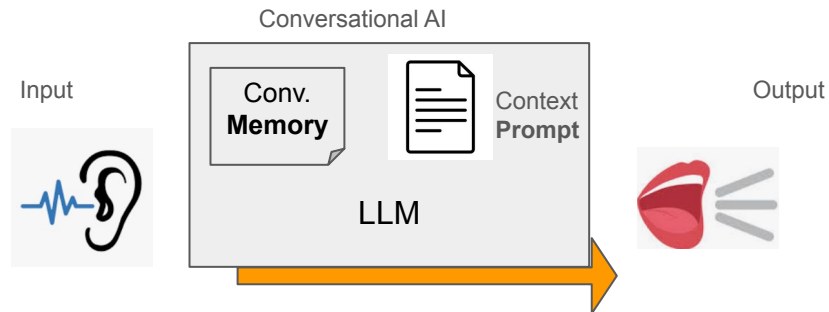 Conversational AI
Input
Conv.
Memory
Context
Prompt
Output
LLM